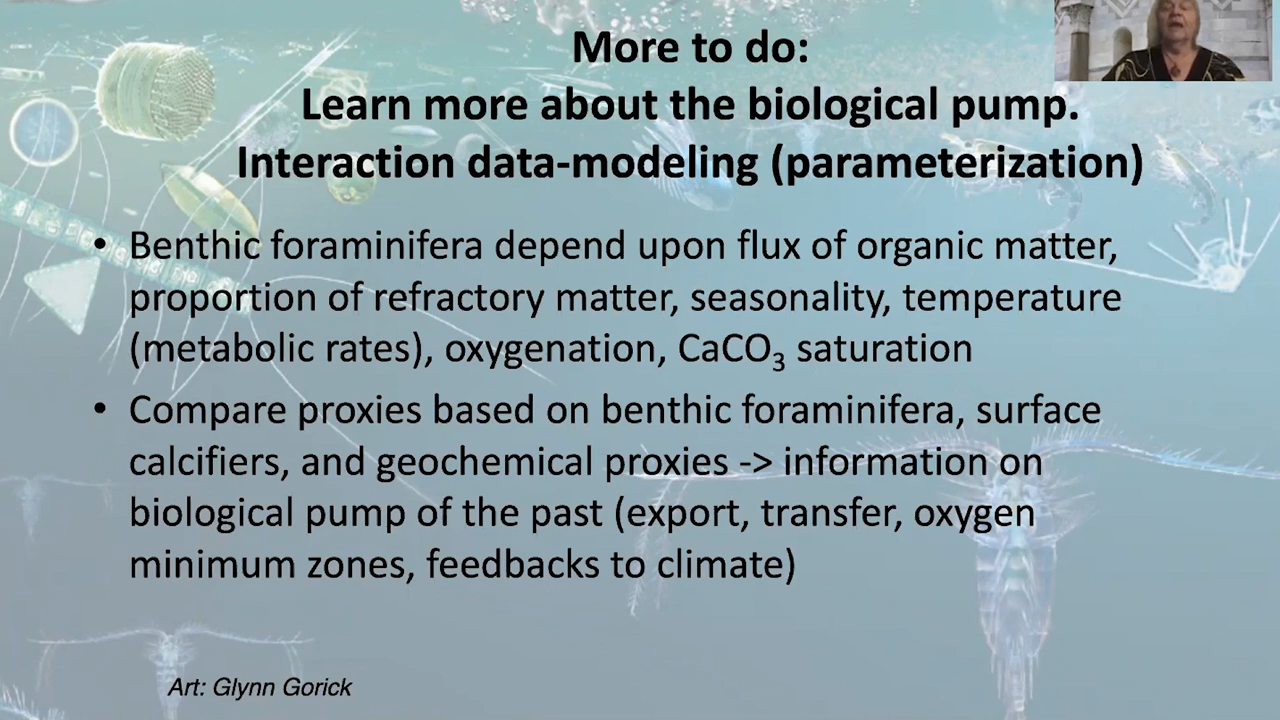 More to do:
Learn more about the biological pump.
Interaction data-modeling (parameterization)
• Benthic foraminifera depend upon flux of organic matter,
proportion of refractory matter, seasonality, temperature
(metabolic rates), oxygenation, CaCO₃ saturation
• Compare proxies based on benthic foraminifera, surface
calcifiers, and geochemical proxies -> information on
biological pump of the past (export, transfer, oxygen
minimum zones, feedbacks to climate)
Art: Glynn Gorick